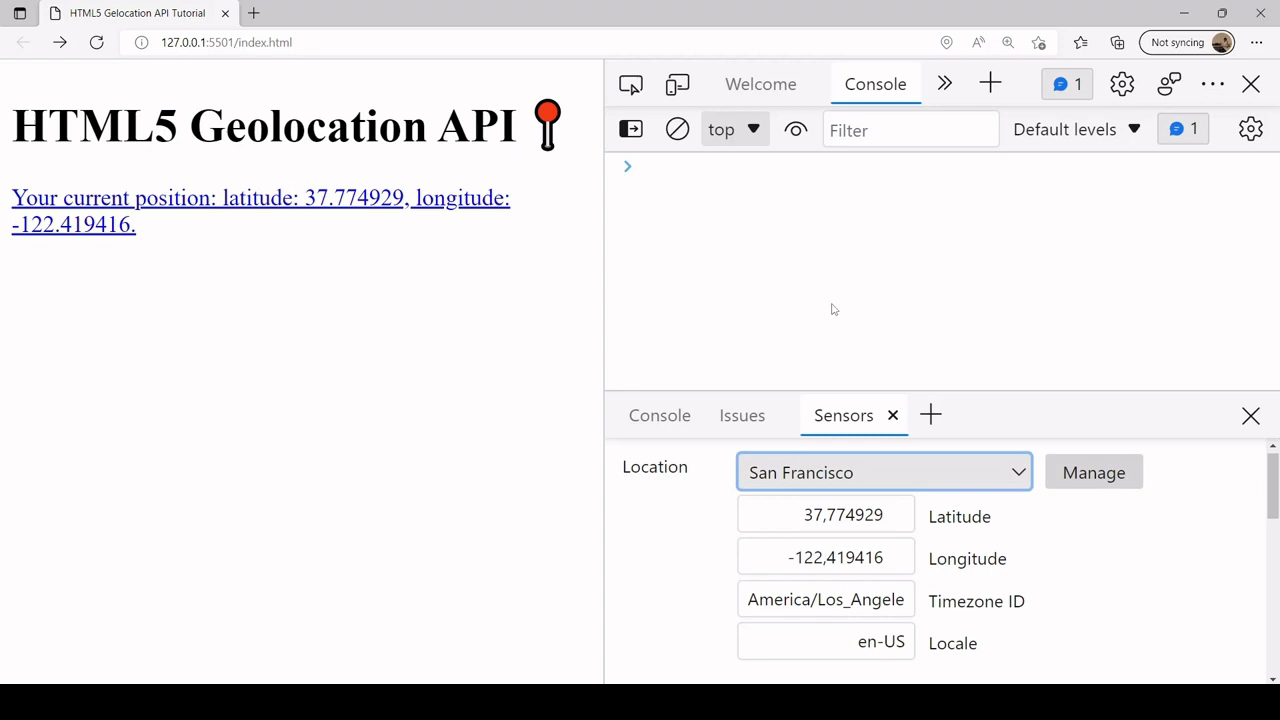 HTML5 Gelocation API Tutorial
127.0.0.1:5501/index.html
Not syncing
HTML5 Geolocation API
Your current position: latitude: 37.774929, longitude:
-122.419416.
Welcome
Console
1
top
Filter
Default levels
1
Console
Issues
Sensors
Location
San Francisco
Manage
37,774929
Latitude
-122,419416
Longitude
America/Los_Angele
Timezone ID
en-US
Locale